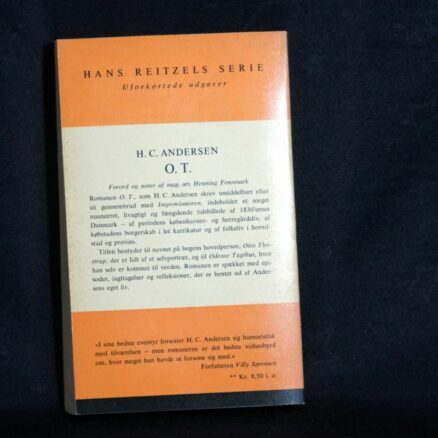 HANS REITZELS SERIE
Uforkortede udgaver
H. C. ANDERSEN
O. T.
Forord og noter af mag. art. Henning Fonsmark
Romanen O. T., som H. C. Andersen skrev umiddelbart efter
sit gennembrud med Improvisatoren, indeholder et meget
nuanceret, livagtigt og fængslende tidsbillede af 1830'ernes
Danmark – af periodens københavner- og herregårdsliv, af
købstadens borgerskab i let karrikatur og af folkeliv i hoved-
stad og provins.
Titlen hentyder til navnet på bogens hovedperson, Otto Tho-
strup, der er lidt af et selvportræt, og til Odense Tugthus, hvor
han selv er kommet til verden. Romanen er spækket med epi-
soder, iagttagelser og refleksioner, der er hentet ud af Ander-
sens eget liv.
»I sine bedste eventyr forsoner H. C. Andersen sig humoristisk
med tilværelsen – men romanerne er det bedste vidnesbyrd
om, hvor meget han havde at forsone sig med.«
Forfatteren Villy Sørensen
** Kr. 8,50 i. o.